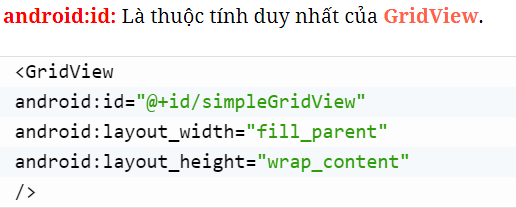 android:id: Là thuộc tính duy nhất của GridView.
<GridView
android:id="@+id/simpleGridView"
android:layout_width="fill_parent"
android:layout_height="wrap_content"
/>